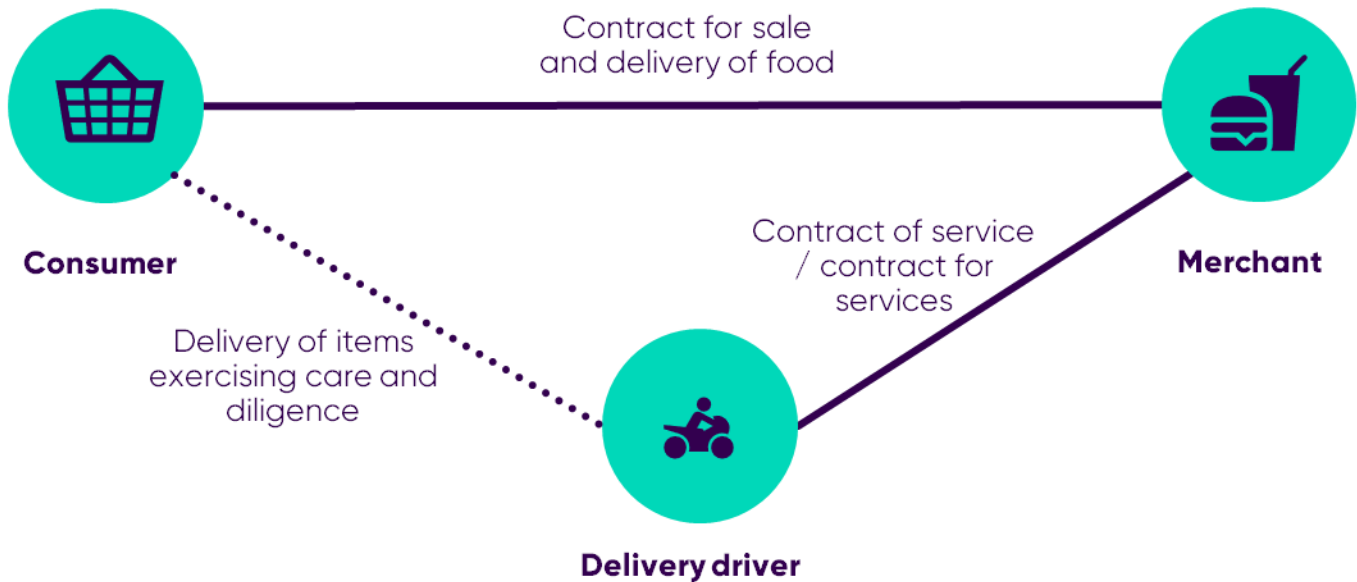 Contract for sale
and delivery of food
Consumer
Contract of service
/ contract for
services
Merchant
Delivery of items
exercising care and
diligence
Delivery driver